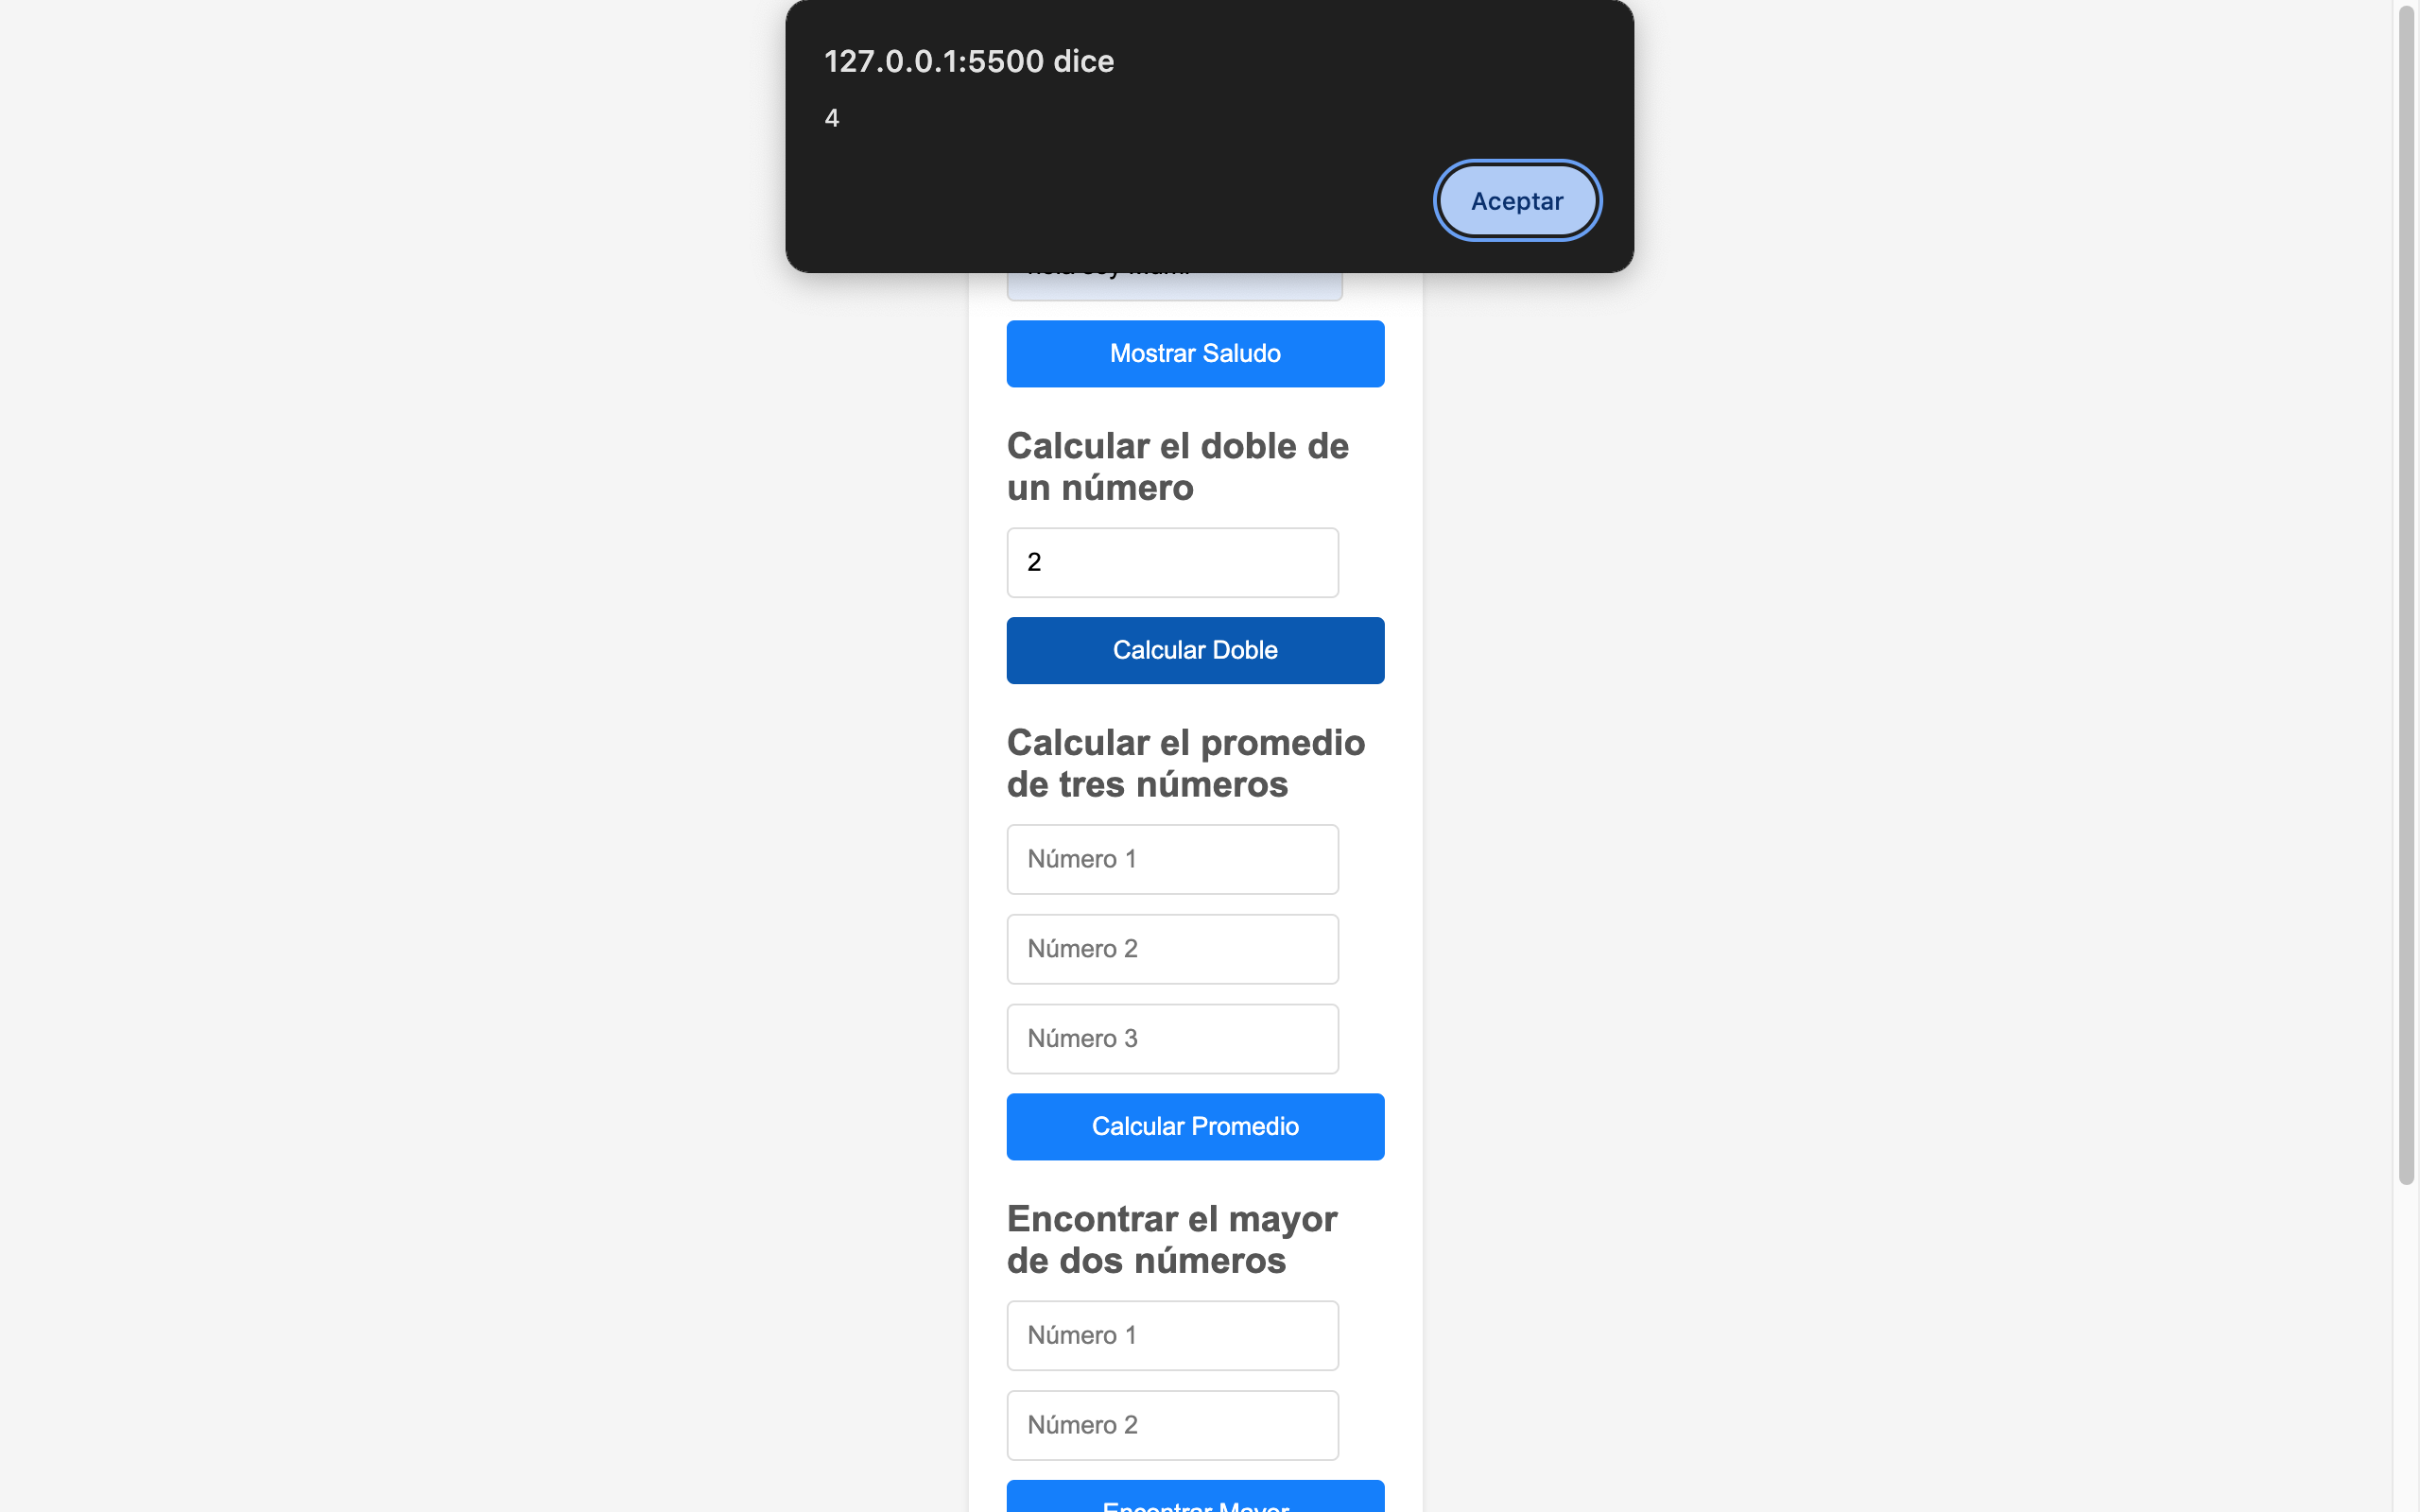 127.0.0.1:5500 dice
4
Aceptar
Mostrar Saludo
Calcular el doble de
un número
2
Calcular Doble
Calcular el promedio
de tres números
Número 1
Número 2
Número 3
Calcular Promedio
Encontrar el mayor
de dos números
Número 1
Número 2
Encontrar Mayor